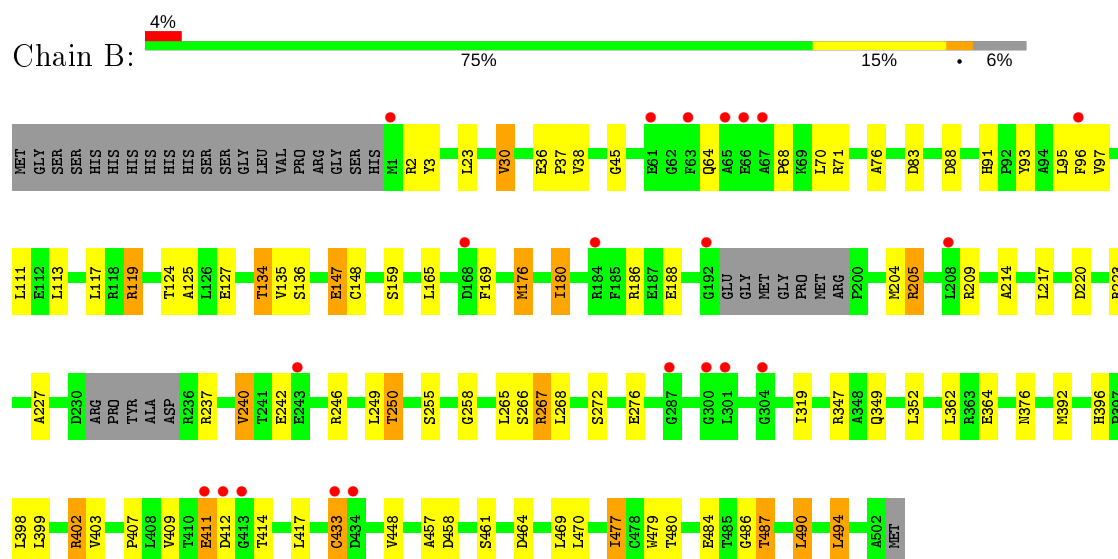 4%
Chain B:
75% 15% • 6%
MET GLY SER SER HIS HIS HIS HIS HIS HIS SER SER GLY LEU VAL PRO ARG GLY SER HIS M1 R2 Y3 L23 V30 E36 P37 V38 G45 E61 G62 F63 Q64 A65 E66 A67 P68 K69 L70 R71 A76 D83 D88 H91 P92 Y93 A94 L95 F96 V97
L111 E112 L113 L117 R118 R119 T124 A125 L126 E127 T134 V135 S136 E147 C148 S159 L165 D168 F169 M176 I180 R184 F185 R186 E187 E188 G192 GLU GLY MET GLY PRO MET ARG P200 M204 R205 L208 R209 A214 L217 D220 R223
A227 D230 ARG PRO TYR ALA ASP R236 R237 V240 T241 E242 E243 R246 L249 T250 S255 G258 L265 S266 R267 L268 S272 E276 G287 G300 L301 G304 I319 R347 A348 Q349 L352 L362 R363 E364 N376 M392 H396 P397
L398 L399 R402 V403 P407 L408 V409 T410 E411 D412 G413 T414 L417 C433 D434 V448 A457 D458 S461 D464 L469 L470 I477 C478 W479 T480 E484 T485 G486 T487 L490 L494 A502 MET